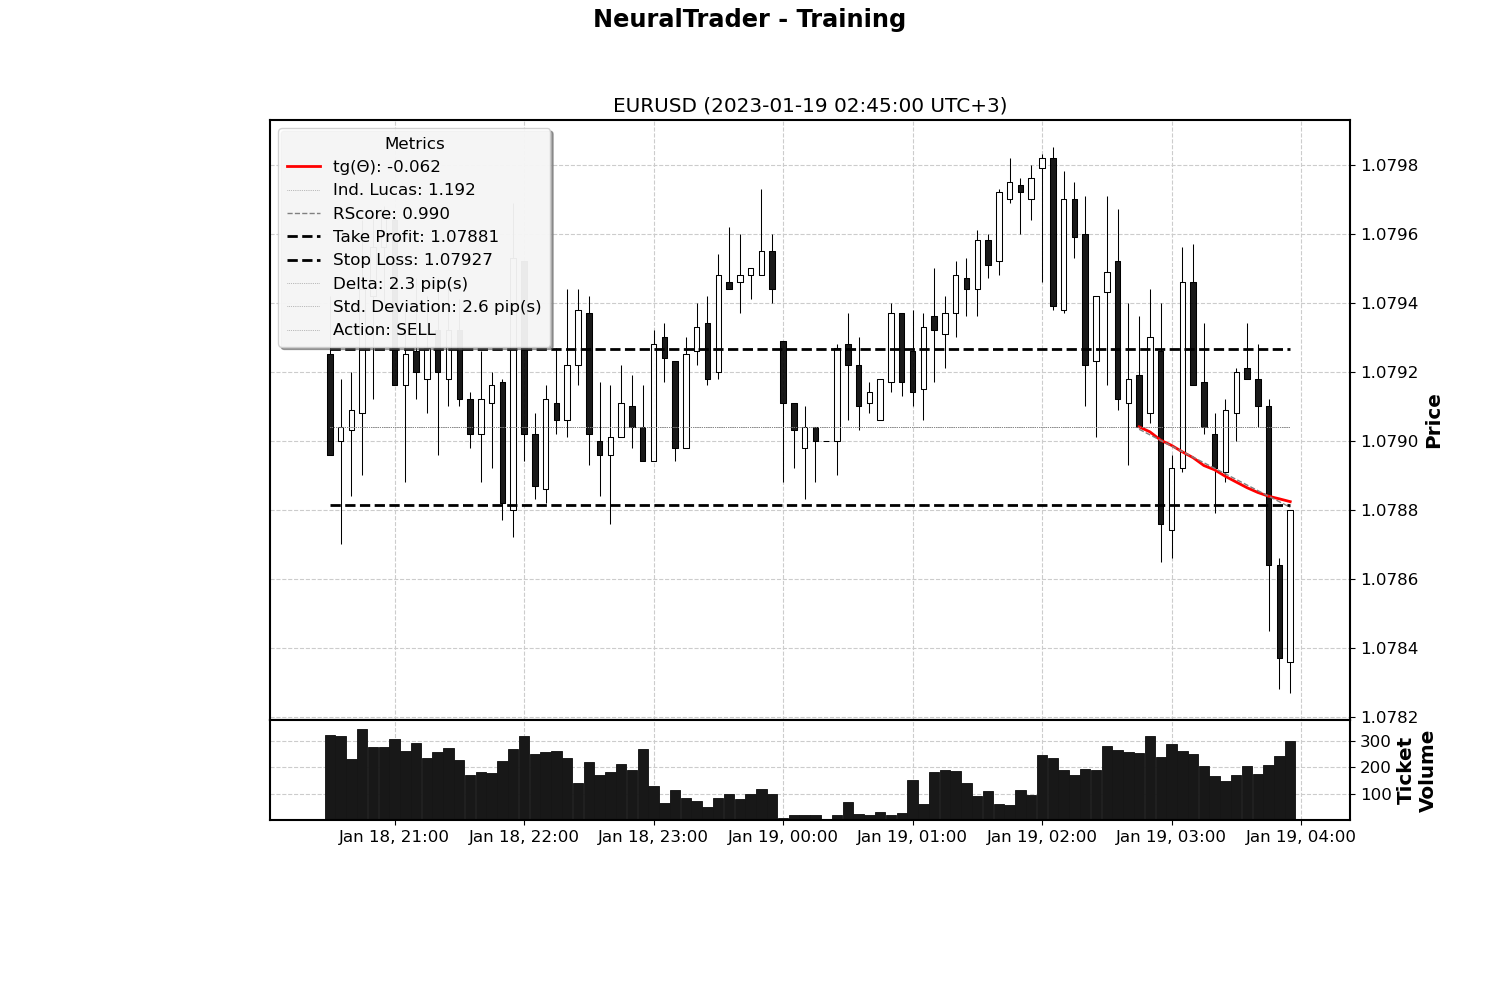 NeuralTrader - Training
EURUSD (2023-01-19 02:45:00 UTC+3)
Metrics
tg(Θ): -0.062
Ind. Lucas: 1.192
RScore: 0.990
Take Profit: 1.07881
Stop Loss: 1.07927
Delta: 2.3 pip(s)
Std. Deviation: 2.6 pip(s)
Action: SELL
1.0798
1.0796
1.0794
1.0792
1.0790
1.0788
1.0786
1.0784
1.0782
Price
300
200
100
Ticket
Volume
Jan 18, 21:00
Jan 18, 22:00
Jan 18, 23:00
Jan 19, 00:00
Jan 19, 01:00
Jan 19, 02:00
Jan 19, 03:00
Jan 19, 04:00